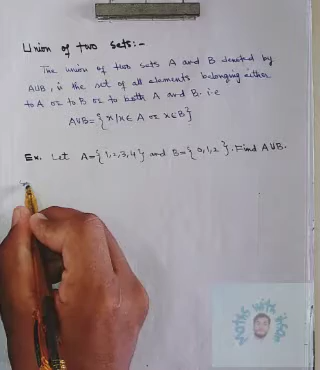 Union of two sets:-
The union of two sets A and B denoted by
A∪B, is the set of all elements belonging either
to A or to B or to both A and B. i.e
A∪B={x/x∈A or x∈B}
Ex. Let A={1,2,3,4} and B={0,1,2}. Find A∪B.
maths with